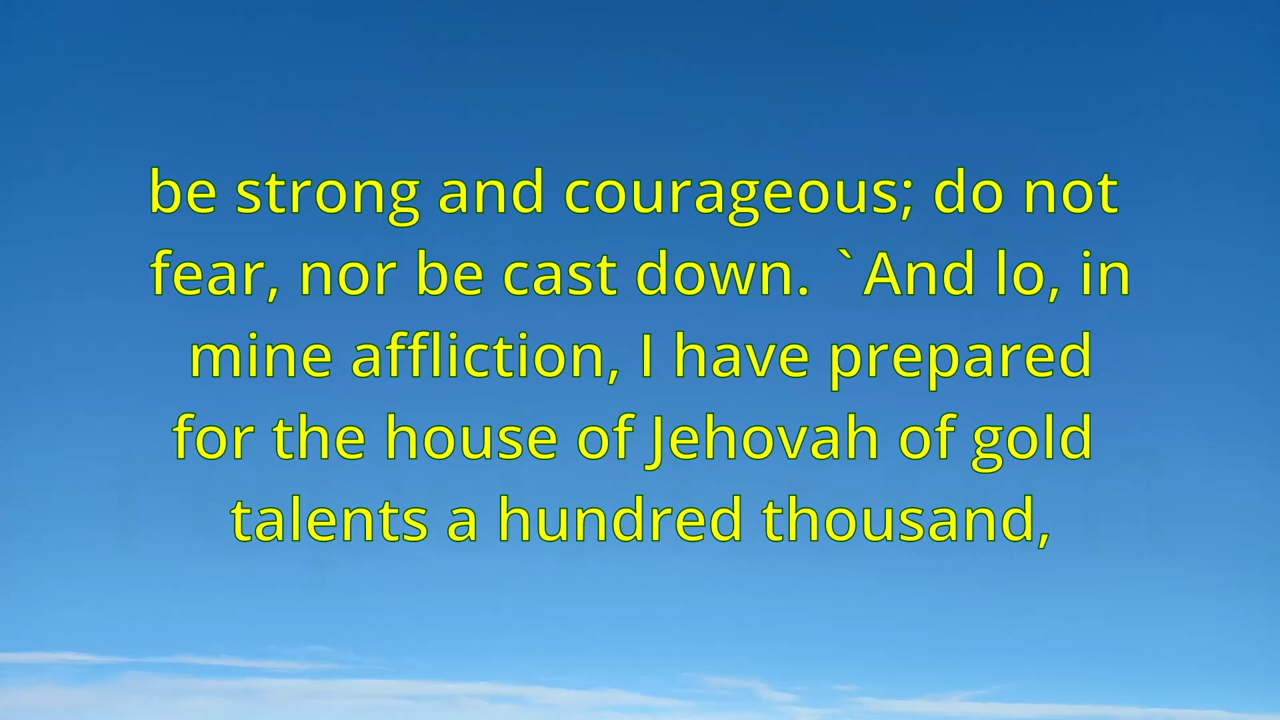 be strong and courageous; do not
fear, nor be cast down. `And lo, in
mine affliction, I have prepared
for the house of Jehovah of gold
talents a hundred thousand,